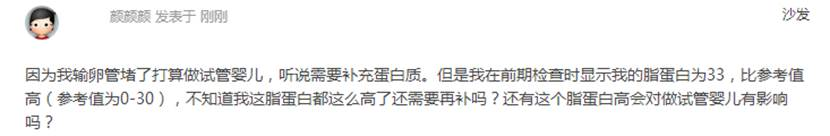 颜颜颜 发表于 刚刚
沙发
因为我输卵管堵了打算做试管婴儿，听说需要补充蛋白质。但是我在前期检查时显示我的脂蛋白为33，比参考值
高（参考值为0-30），不知道我这脂蛋白都这么高了还需要再补吗？还有这个脂蛋白高会对做试管婴儿有影响
吗？